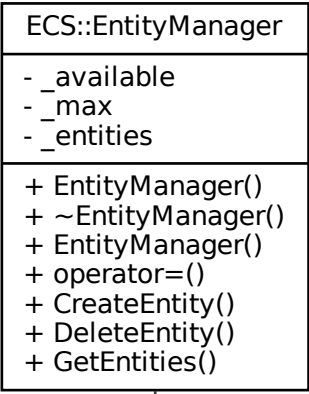 ECS::EntityManager
- _available
- _max
- _entities
+ EntityManager()
+ ~EntityManager()
+ EntityManager()
+ operator=()
+ CreateEntity()
+ DeleteEntity()
+ GetEntities()